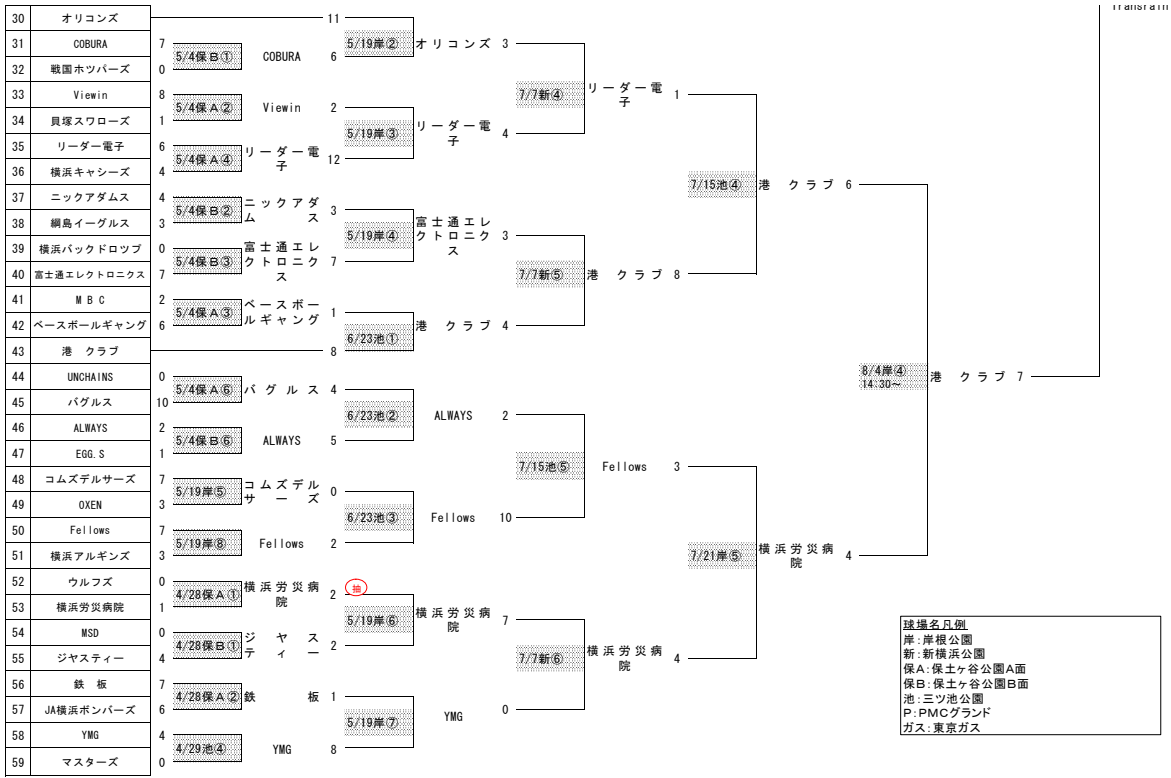 Transrain
30 オリコンズ 11
5/19岸② オリコンズ 3
31 COBURA 7
5/4保B① COBURA 6
32 戦国ホツパーズ 0
7/7新④ リーダー電子 1
33 Viewin 8
5/4保A② Viewin 2
34 貝塚スワローズ 1
5/19岸③ リーダー電子 4
35 リーダー電子 6
5/4保A④ リーダー電子 12
36 横浜キャシーズ 4
7/15池④ 港 クラブ 6
37 ニックアダムス 4
5/4保B② ニックアダムス 3
38 綱島イーグルス 3
5/19岸④ 富士通エレクトロニクス 3
39 横浜バックドロツプ 0
5/4保B③ 富士通エレクトロニクス 7
40 富士通エレクトロニクス 7
7/7新⑤ 港 クラブ 8
41 MBC 2
5/4保A③ ベースボールギャング 1
42 ベースボールギャング 6
6/23池① 港 クラブ 4
43 港 クラブ 8
44 UNCHAINS 0
5/4保A⑥ バグルス 4
8/4岸④
14:30～
港 クラブ 7
45 バグルス 10
6/23池② ALWAYS 2
46 ALWAYS 2
5/4保B⑥ ALWAYS 5
47 EGG.S 1
7/15池⑤ Fellows 3
48 コムズデルサーズ 7
5/19岸⑤ コムズデルサーズ 0
49 OXEN 3
6/23池③ Fellows 10
50 Fellows 7
5/19岸⑧ Fellows 2
51 横浜アルギンズ 3
7/21岸⑤ 横浜労災病院 4
52 ウルフズ 0
4/28保A① 横浜労災病院 2 抽
53 横浜労災病院 1
5/19岸⑥ 横浜労災病院 7
54 MSD 0
4/28保B① ジヤスティー 2
55 ジヤスティー 4
7/7新⑥ 横浜労災病院 4
56 鉄 板 7
4/28保A② 鉄 板 1
57 JA横浜ボンバーズ 6
5/19岸⑦ YMG 0
58 YMG 4
4/29池④ YMG 8
59 マスターズ 0
球場名凡例
岸:岸根公園
新:新横浜公園
保A:保土ヶ谷公園A面
保B:保土ヶ谷公園B面
池:三ツ池公園
P:PMCグランド
ガス:東京ガス